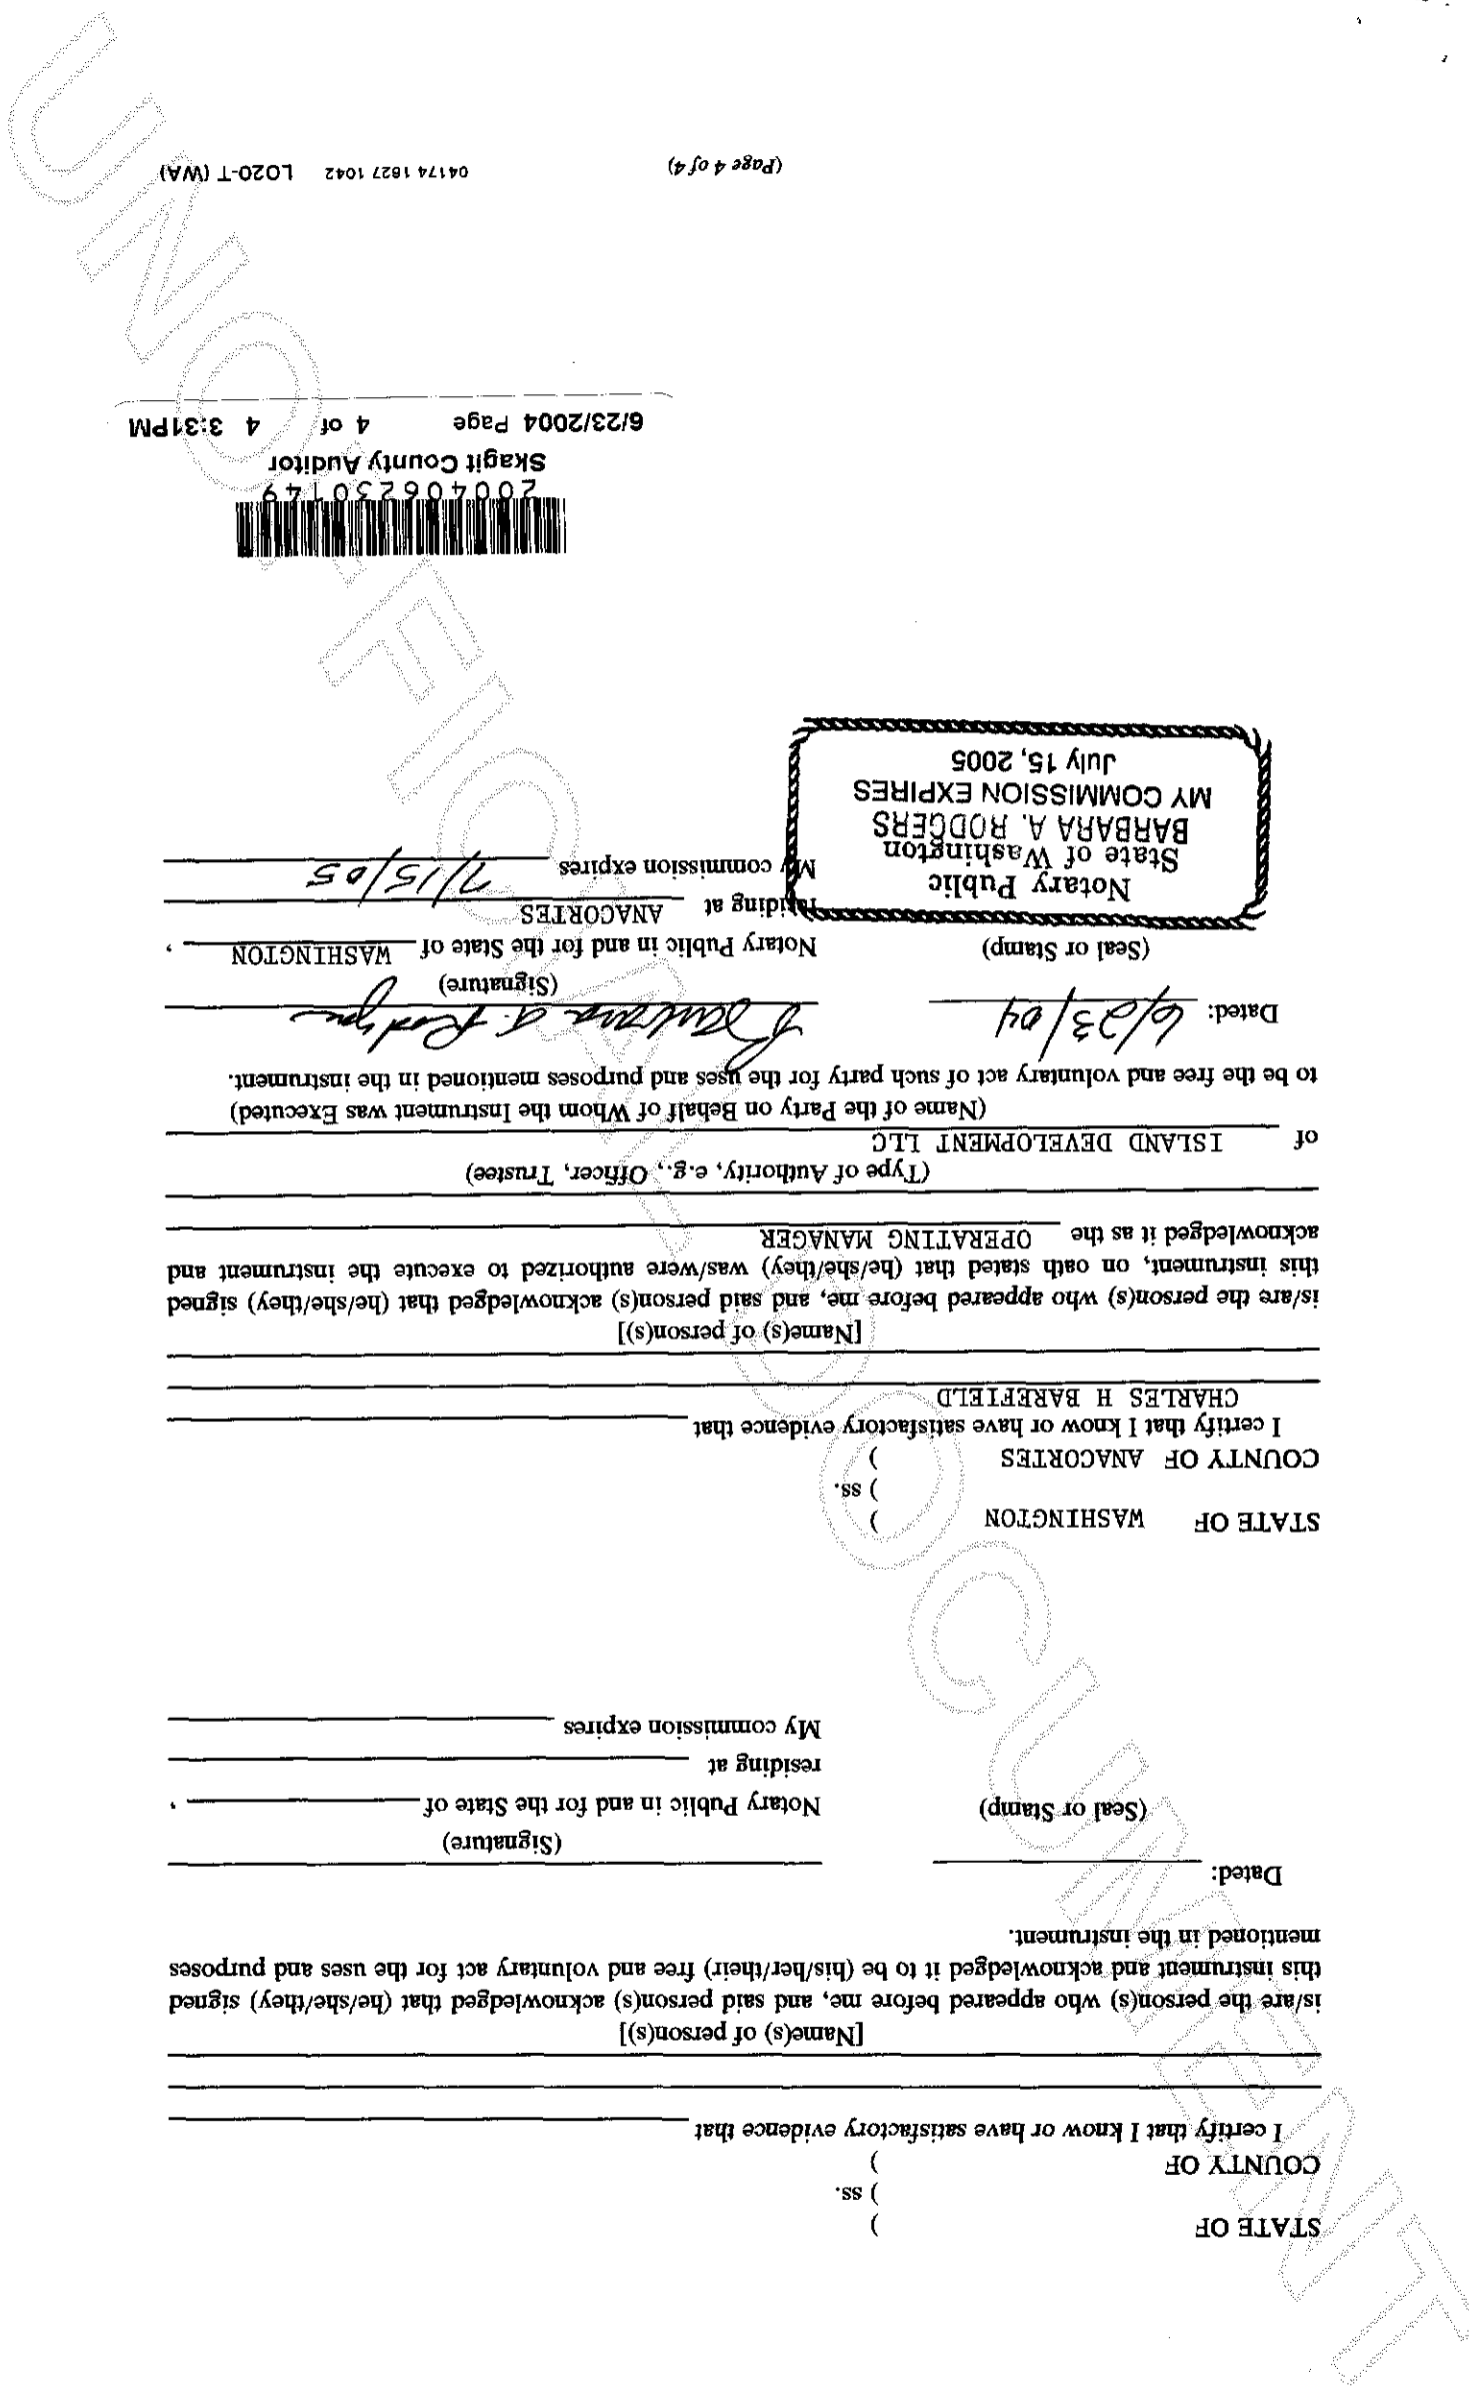 STATE OF )
) ss.
COUNTY OF )
I certify that I know or have satisfactory evidence that
[Name(s) of person(s)]
is/are the person(s) who appeared before me, and said person(s) acknowledged that (he/she/they) signed
this instrument and acknowledged it to be (his/her/their) free and voluntary act for the uses and purposes
mentioned in the instrument.
Dated:
(Signature)
(Seal or Stamp) Notary Public in and for the State of ,
residing at
My commission expires
STATE OF WASHINGTON )
) ss.
COUNTY OF ANACORTES )
I certify that I know or have satisfactory evidence that
CHARLES H BAREFIELD
[Name(s) of person(s)]
is/are the person(s) who appeared before me, and said person(s) acknowledged that (he/she/they) signed
this instrument, on oath stated that (he/she/they) was/were authorized to execute the instrument and
acknowledged it as the OPERATING MANAGER
(Type of Authority, e.g., Officer, Trustee)
of ISLAND DEVELOPMENT LLC
(Name of the Party on Behalf of Whom the Instrument was Executed)
to be the free and voluntary act of such party for the uses and purposes mentioned in the instrument.
Dated: 6/23/04 Barbara A. Rodgers
(Signature)
(Seal or Stamp) Notary Public in and for the State of WASHINGTON ,
residing at ANACORTES
My commission expires 7/15/05
Notary Public
State of Washington
BARBARA A. RODGERS
MY COMMISSION EXPIRES
July 15, 2005
200406230149
Skagit County Auditor
6/23/2004 Page 4 of 4 3:31PM
(Page 4 of 4) 04174 1827 1042 LO20-T (WA)
UNOFFICIAL DOCUMENT